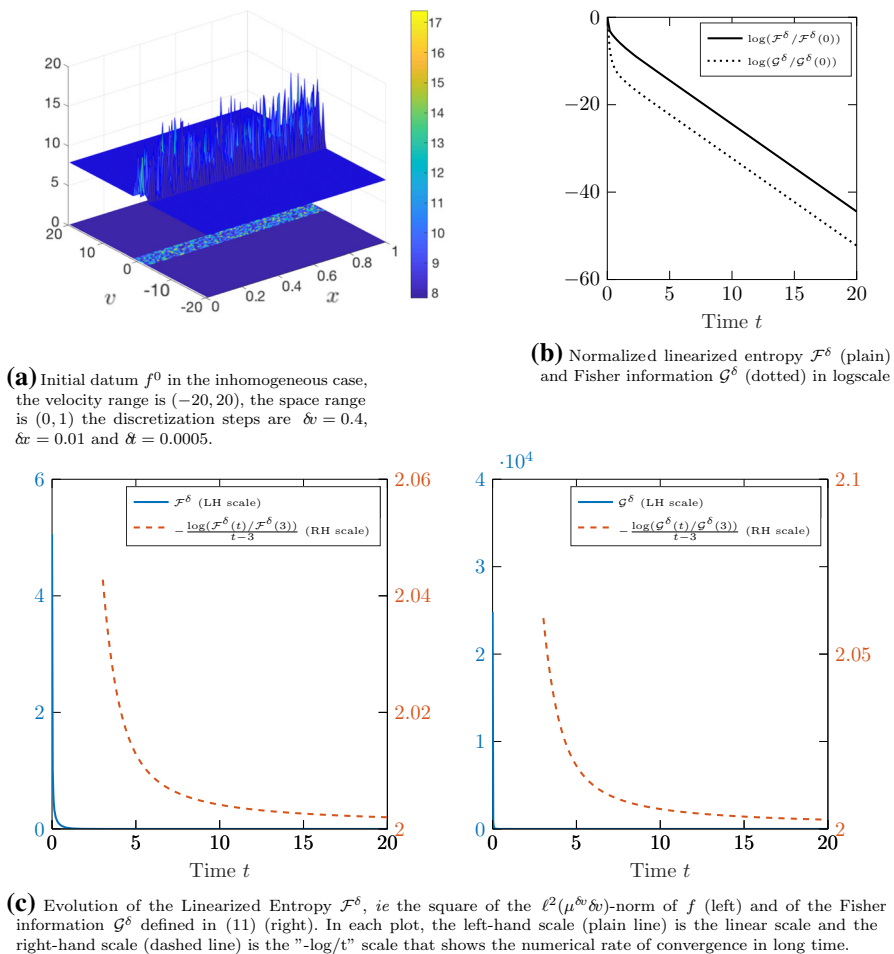 20
15
10
5
0
20
10
0
-10
-20
v
0
0.2
0.4
0.6
0.8
1
x
17
16
15
14
13
12
11
10
9
8
0
−20
−40
−60
0 5 10 15 20
Time t
log(𝓕^δ/𝓕^δ(0))
log(𝓖^δ/𝓖^δ(0))
(b) Normalized linearized entropy 𝓕^δ (plain)
and Fisher information 𝓖^δ (dotted) in logscale
(a) Initial datum f^0 in the inhomogeneous case,
the velocity range is (−20, 20), the space range
is (0, 1) the discretization steps are δv = 0.4,
δx = 0.01 and δt = 0.0005.
6
4
2
0
2.06
2.04
2.02
2
𝓕^δ (LH scale)
−log(𝓕^δ(t)/𝓕^δ(3))/(t−3) (RH scale)
0 5 10 15 20
Time t
·10^4
4
3
2
1
0
2.1
2.05
2
𝓖^δ (LH scale)
−log(𝓖^δ(t)/𝓖^δ(3))/(t−3) (RH scale)
0 5 10 15 20
Time t
(c) Evolution of the Linearized Entropy 𝓕^δ, ie the square of the ℓ^2(μ^δv δv)-norm of f (left) and of the Fisher
information 𝓖^δ defined in (11) (right). In each plot, the left-hand scale (plain line) is the linear scale and the
right-hand scale (dashed line) is the "-log/t" scale that shows the numerical rate of convergence in long time.